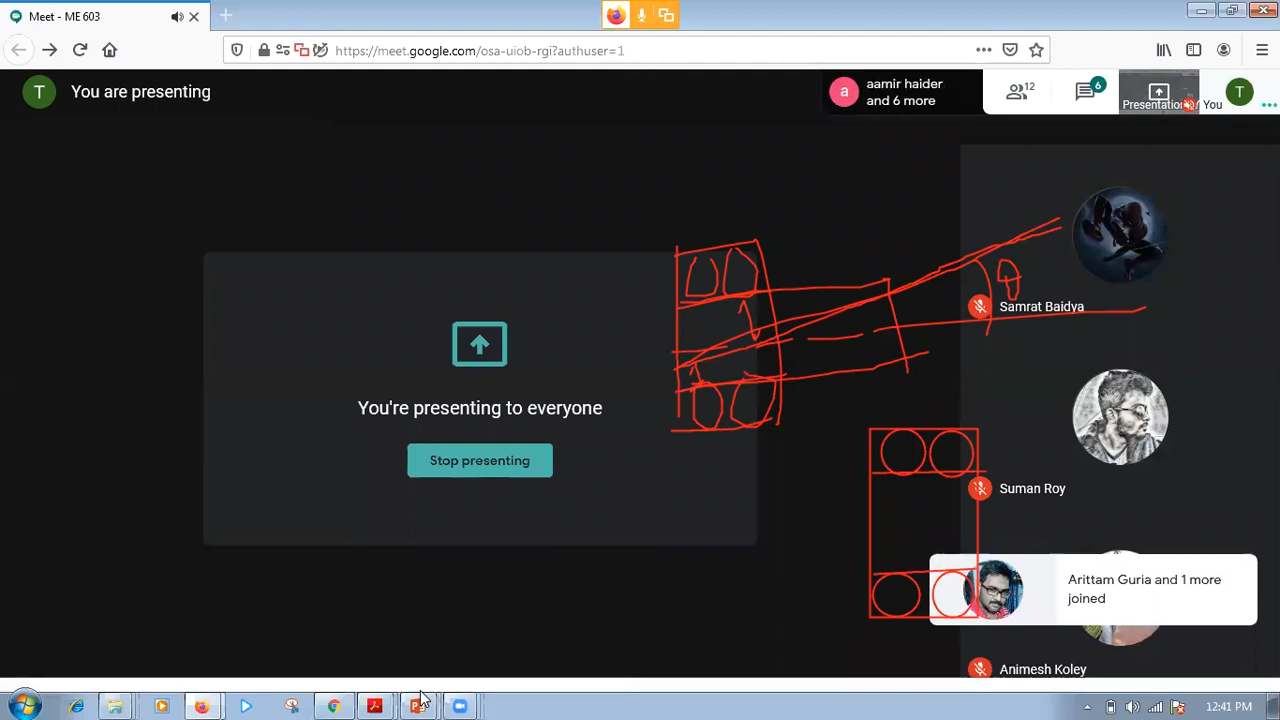 Meet - ME 603
https://meet.google.com/osa-uiob-rgi?authuser=1
T
You are presenting
a
aamir haider
and 6 more
12
6
Presentation
You
T
You're presenting to everyone
Stop presenting
θ
Samrat Baidya
Suman Roy
Arittam Guria and 1 more
joined
Animesh Koley
12:41 PM